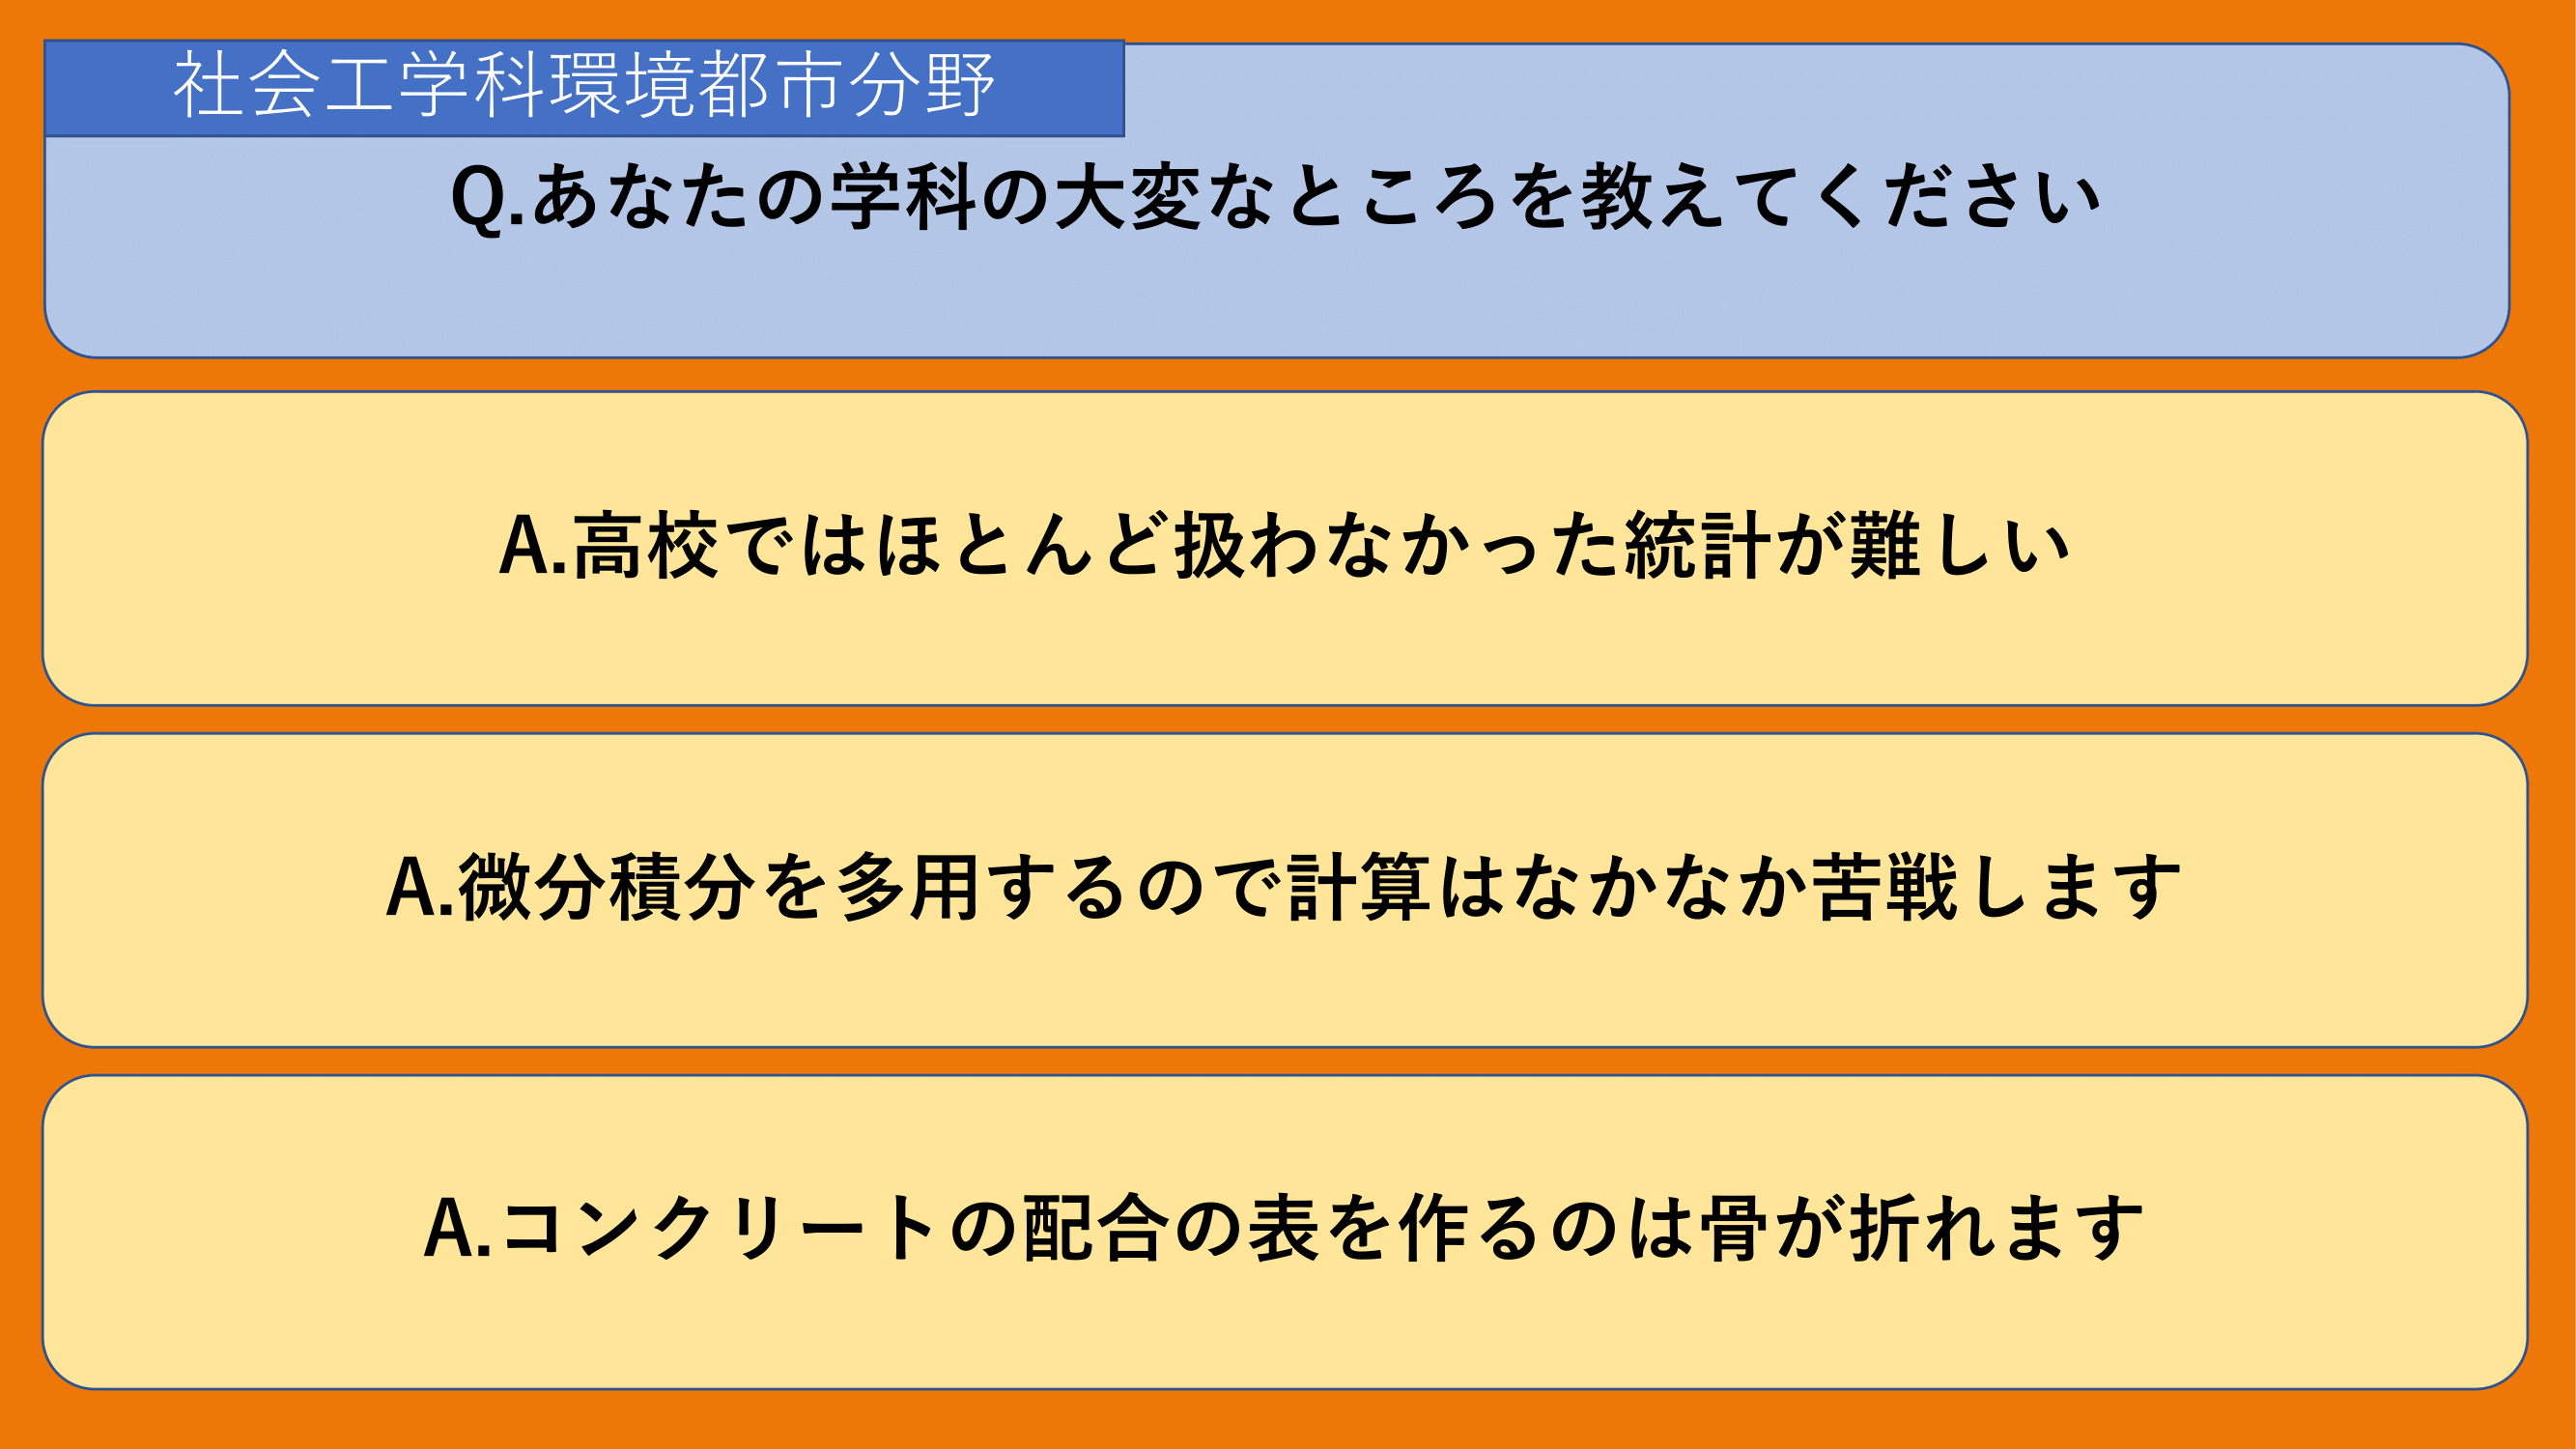 社会工学科環境都市分野
Q.あなたの学科の大変なところを教えてください
A.高校ではほとんど扱わなかった統計が難しい
A.微分積分を多用するので計算はなかなか苦戦します
A.コンクリートの配合の表を作るのは骨が折れます